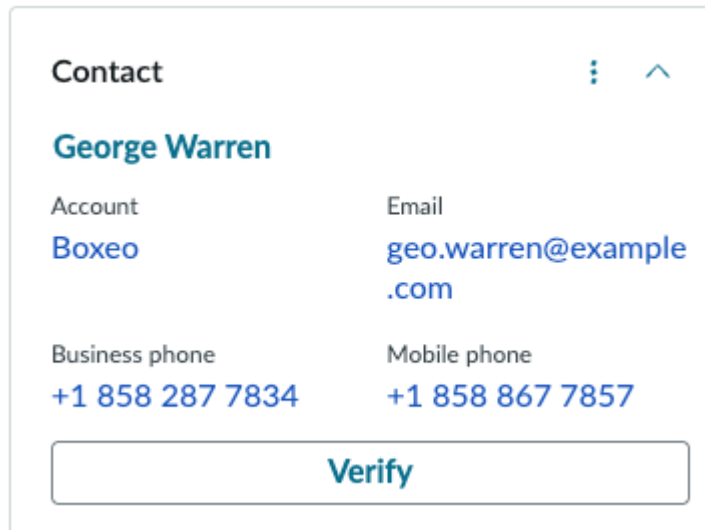 Contact
George Warren
Account
Email
Boxeo
geo.warren@example
.com
Business phone
Mobile phone
+1 858 287 7834
+1 858 867 7857
Verify